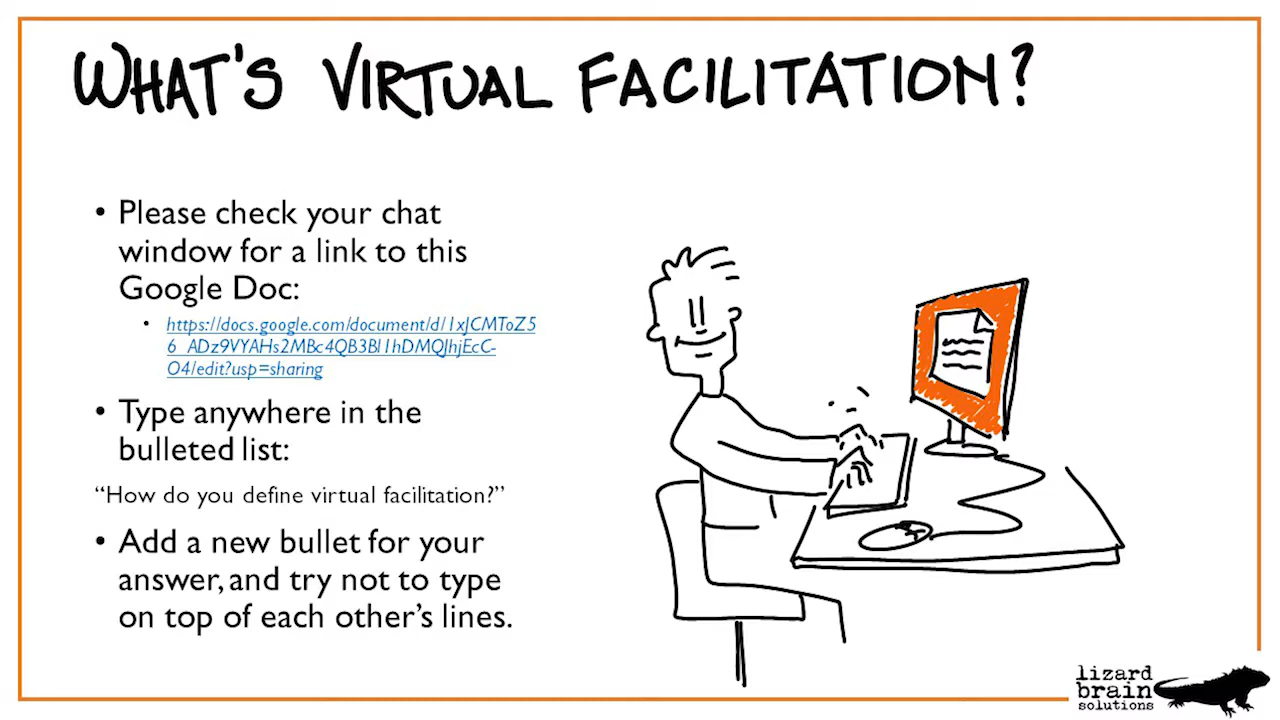 WHAT'S VIRTUAL FACILITATION?
• Please check your chat
window for a link to this
Google Doc:
• https://docs.google.com/document/d/1xJCMToZ5
6_ADz9VYAHs2MBc4QB3Bl1hDMQJhjEcC-
O4/edit?usp=sharing
• Type anywhere in the
bulleted list:
“How do you define virtual facilitation?”
• Add a new bullet for your
answer, and try not to type
on top of each other’s lines.
lizard
brain
solutions